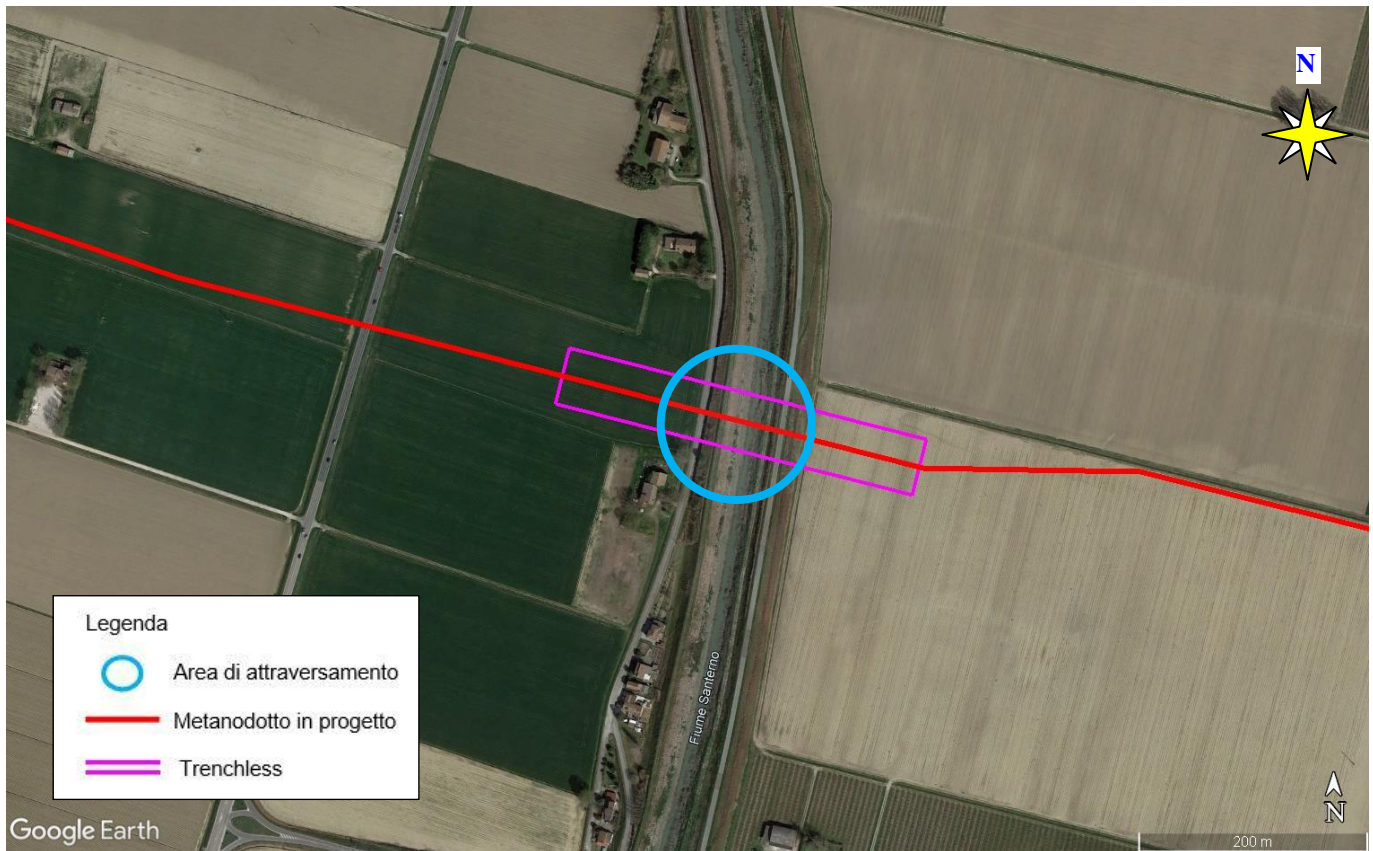 N
Fiume Santerno
Legenda
Area di attraversamento
Metanodotto in progetto
Trenchless
Google Earth
N
200 m